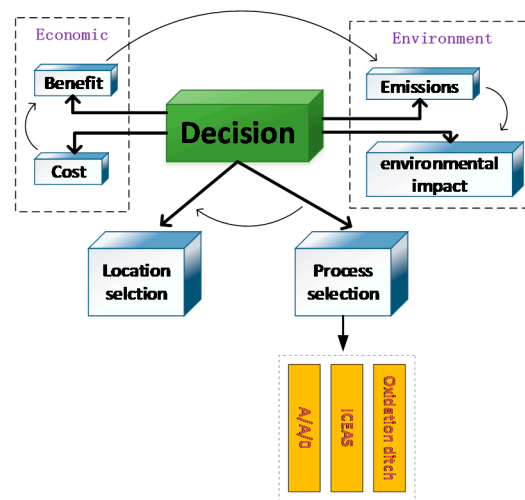 Economic
Environment
Benefit
Emissions
Decision
Cost
environmental
impact
Location
selction
Process
selection
A/A/O
ICEAS
Oxidation ditch